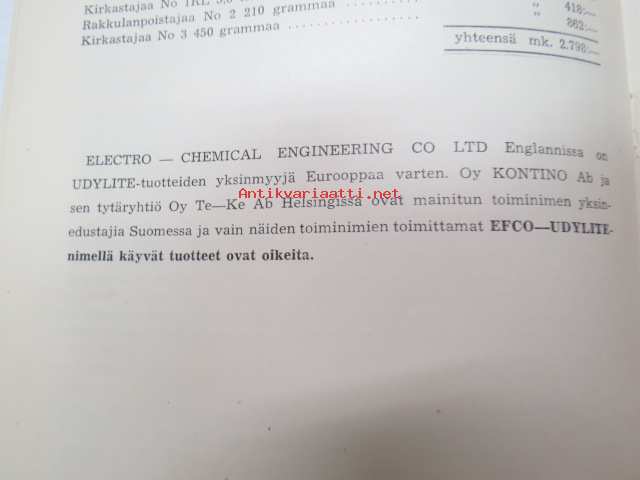 Kirkastajaa No
Rakkulanpoistajaa No 2 210 grammaa .............. „ 418:—
Kirkastajaa No 3 450 grammaa .................. „ 862:—
yhteensä mk. 2.798:—
ELECTRO — CHEMICAL ENGINEERING CO LTD Englannissa on
UDYLITE-tuotteiden yksinmyyjä Eurooppaa varten. Oy KONTINO Ab ja
Antikvariaatti.net
sen tytäryhtiö Oy Te—Ke Ab Helsingissä ovat mainitun toiminimen yksin-
edustajia Suomessa ja vain näiden toiminimien toimittamat EFCO—UDYLITE-
nimellä käyvät tuotteet ovat oikeita.